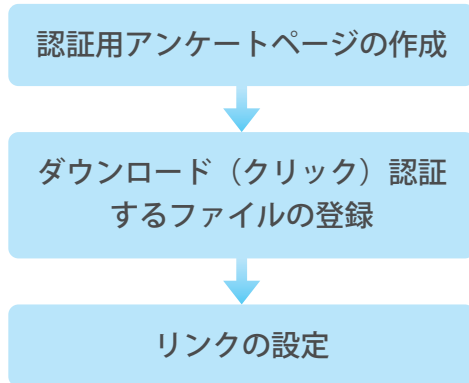 認証用アンケートページの作成
ダウンロード（クリック）認証
するファイルの登録
リンクの設定